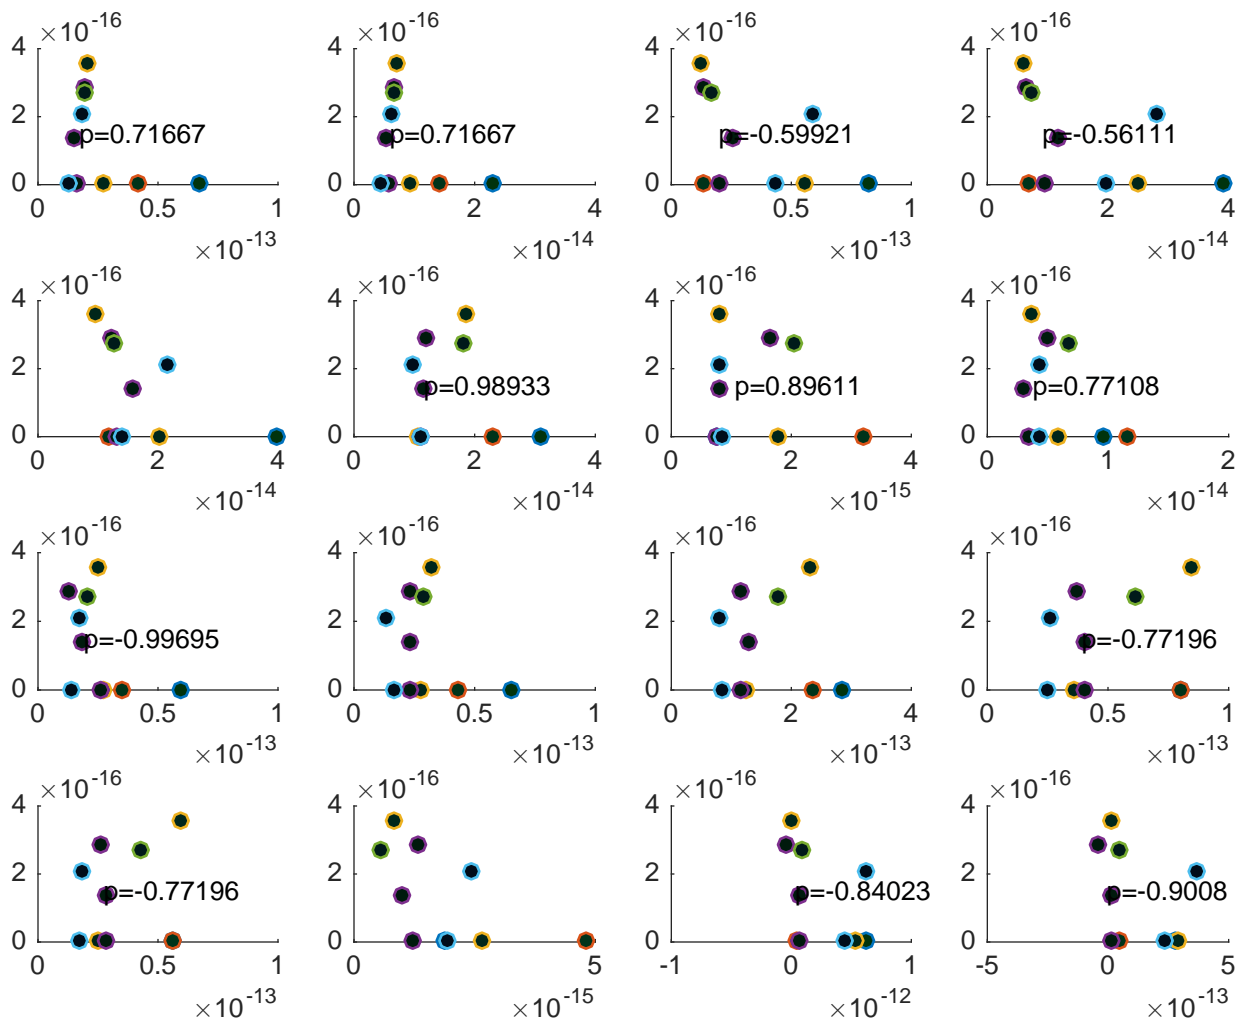 ×10-16 ×10-16 ×10-16 ×10-16
4 4 4 4
2 2 2 2
p=0.71667 p=0.71667 p=-0.59921 p=-0.56111
0 0 0 0
0 0.5 1 0 2 4 0 0.5 1 0 2 4
×10-13 ×10-14 ×10-13 ×10-14
×10-16 ×10-16 ×10-16 ×10-16
4 4 4 4
2 2 2 2
p=0.98933 p=0.89611 p=0.77108
0 0 0 0
0 2 4 0 2 4 0 2 4 0 1 2
×10-14 ×10-14 ×10-15 ×10-14
×10-16 ×10-16 ×10-16 ×10-16
4 4 4 4
2 2 2 2
p=-0.99695 p=-0.77196
0 0 0 0
0 0.5 1 0 0.5 1 0 2 4 0 0.5 1
×10-13 ×10-13 ×10-13 ×10-13
×10-16 ×10-16 ×10-16 ×10-16
4 4 4 4
2 2 2 2
p=-0.77196 p=-0.84023 p=-0.9008
0 0 0 0
0 0.5 1 0 5 -1 0 1 -5 0 5
×10-13 ×10-15 ×10-12 ×10-13